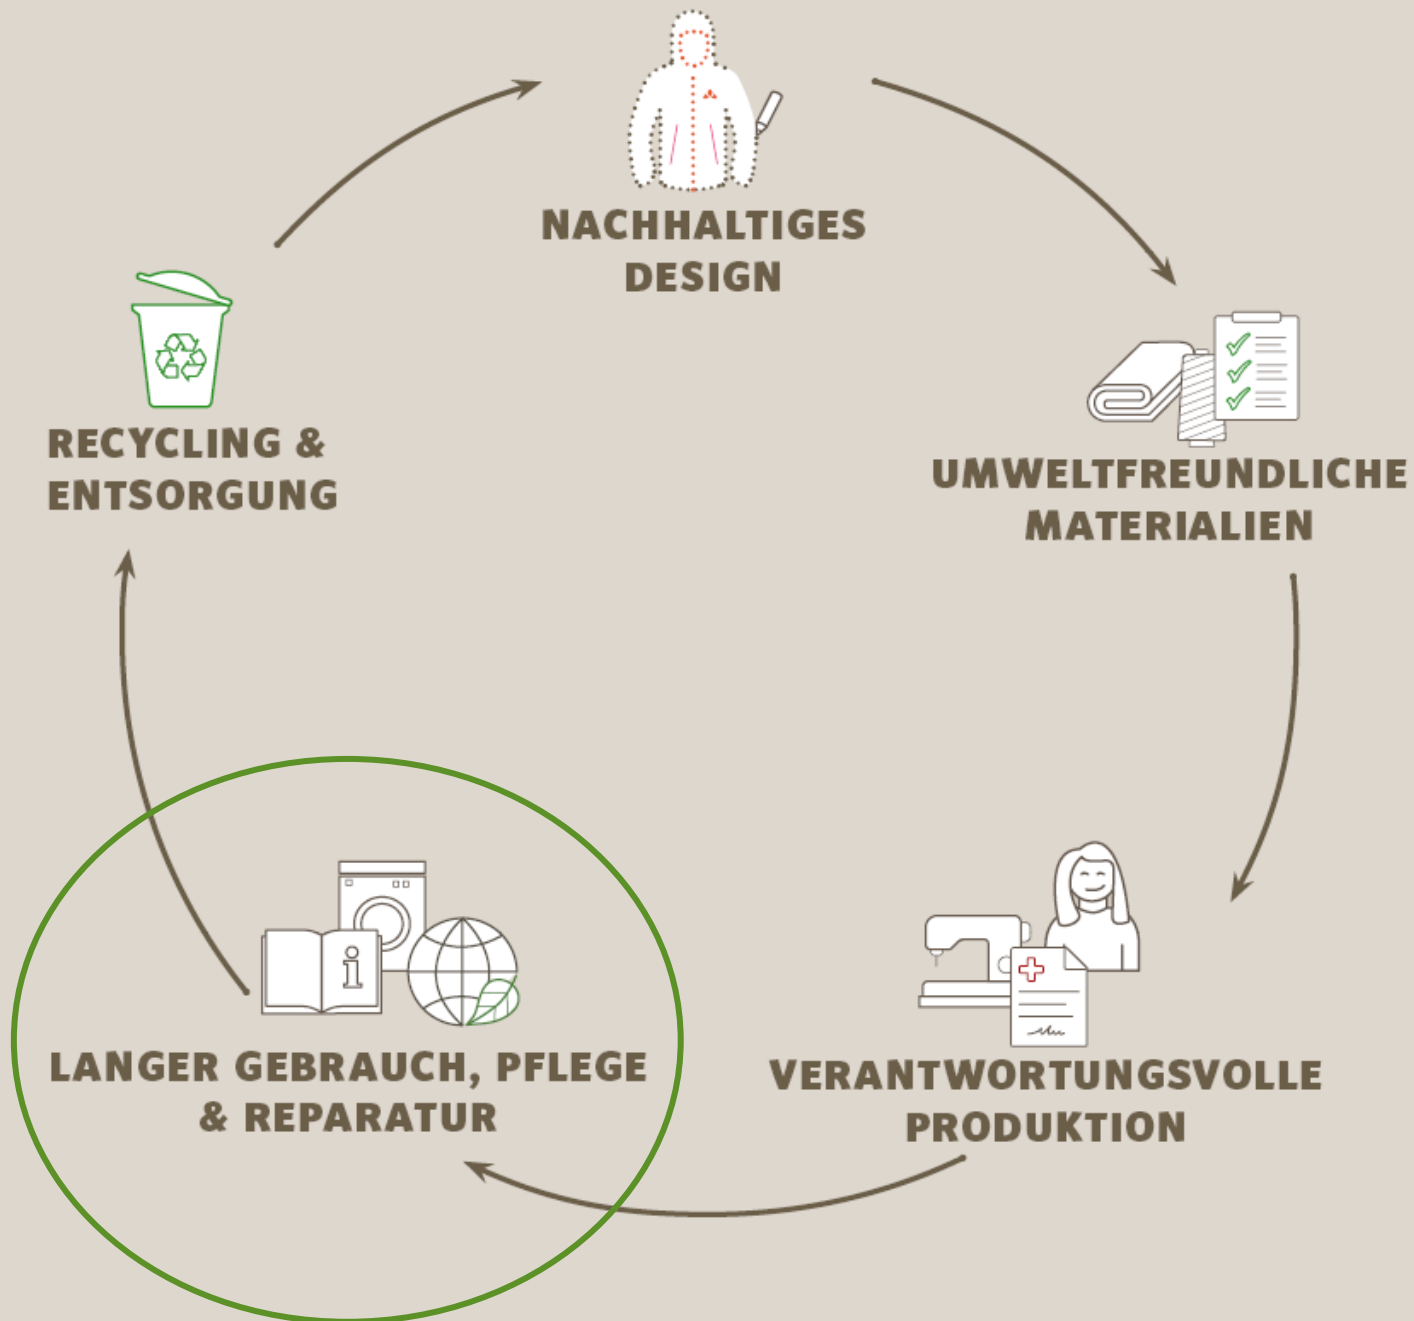 NACHHALTIGES
DESIGN
UMWELTFREUNDLICHE
MATERIALIEN
VERANTWORTUNGSVOLLE
PRODUKTION
LANGER GEBRAUCH, PFLEGE
& REPARATUR
RECYCLING &
ENTSORGUNG
i